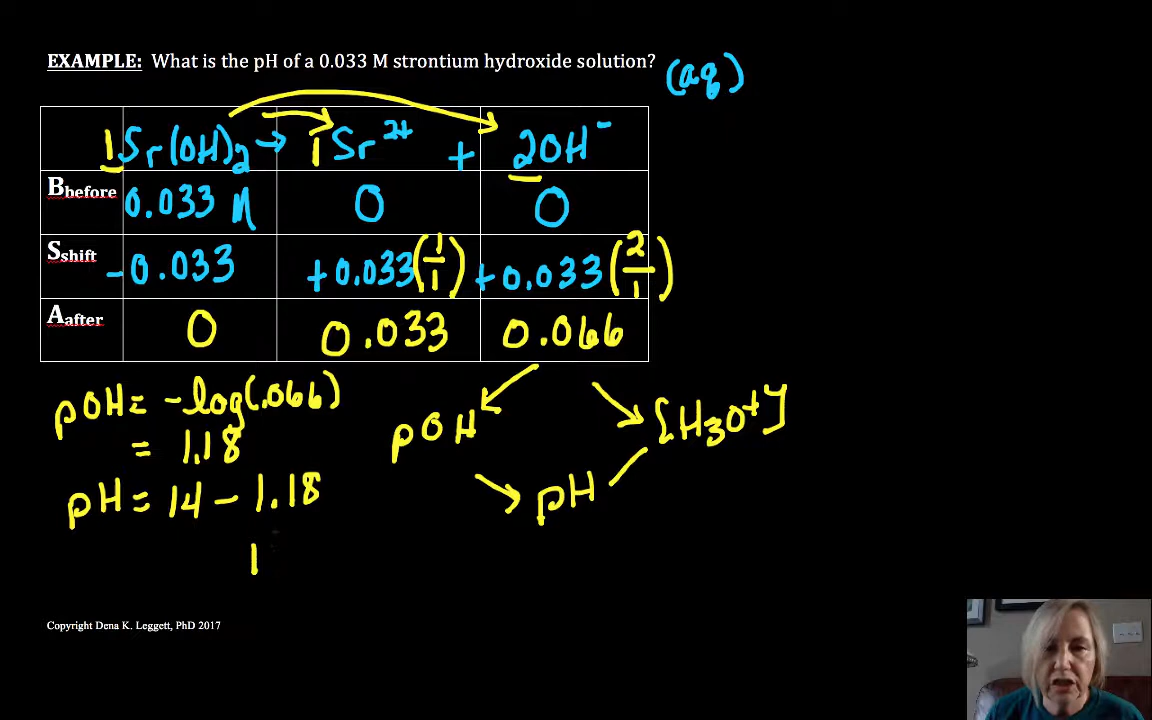 EXAMPLE: What is the pH of a 0.033 M strontium hydroxide solution? (aq)
1Sr(OH)2 → 1Sr2+ + 2OH-
Bbefore 0.033 M 0 0
Sshift -0.033 +0.033(1/1) +0.033(2/1)
Aafter 0 0.033 0.066
pOH = -log(.066)
= 1.18
pH = 14 - 1.18
1
pOH [H3O+]
pH
Copyright Dena K. Leggett, PhD 2017